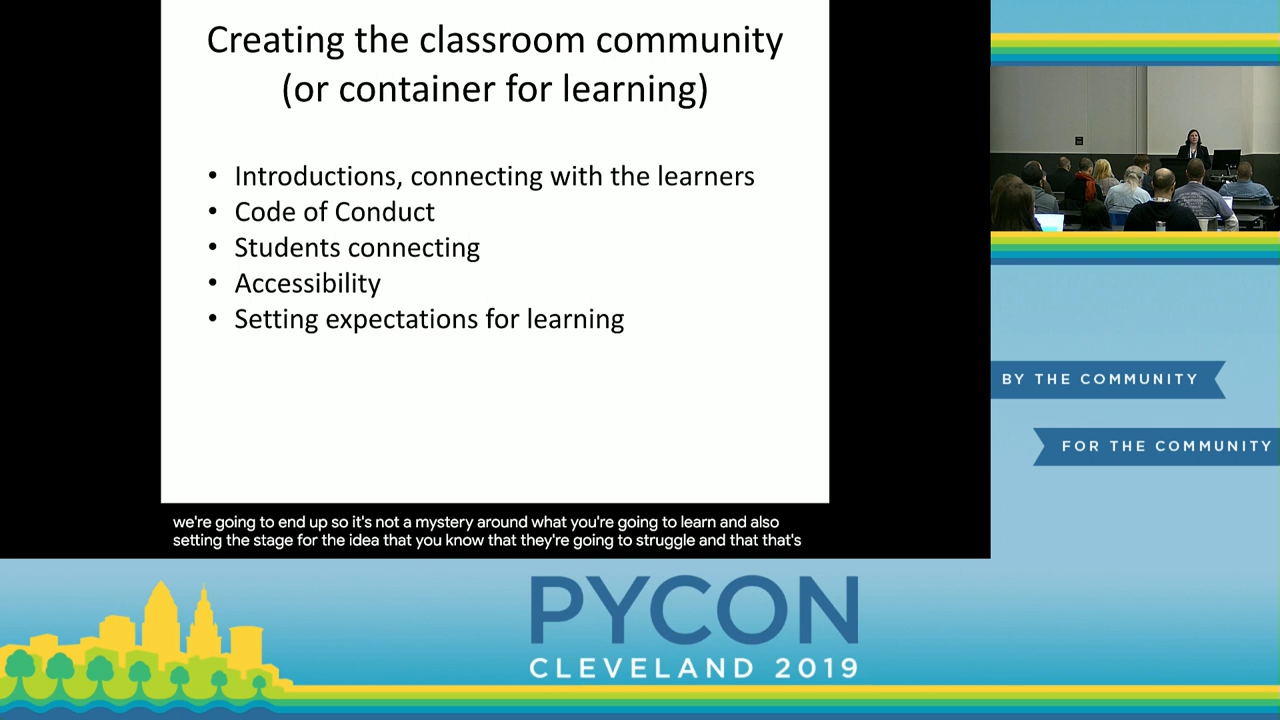 Creating the classroom community
(or container for learning)
• Introductions, connecting with the learners
• Code of Conduct
• Students connecting
• Accessibility
• Setting expectations for learning
we're going to end up so it's not a mystery around what you're going to learn and also
setting the stage for the idea that you know that they're going to struggle and that that's
BY THE COMMUNITY
FOR THE COMMUNITY
PYCON
CLEVELAND 2019